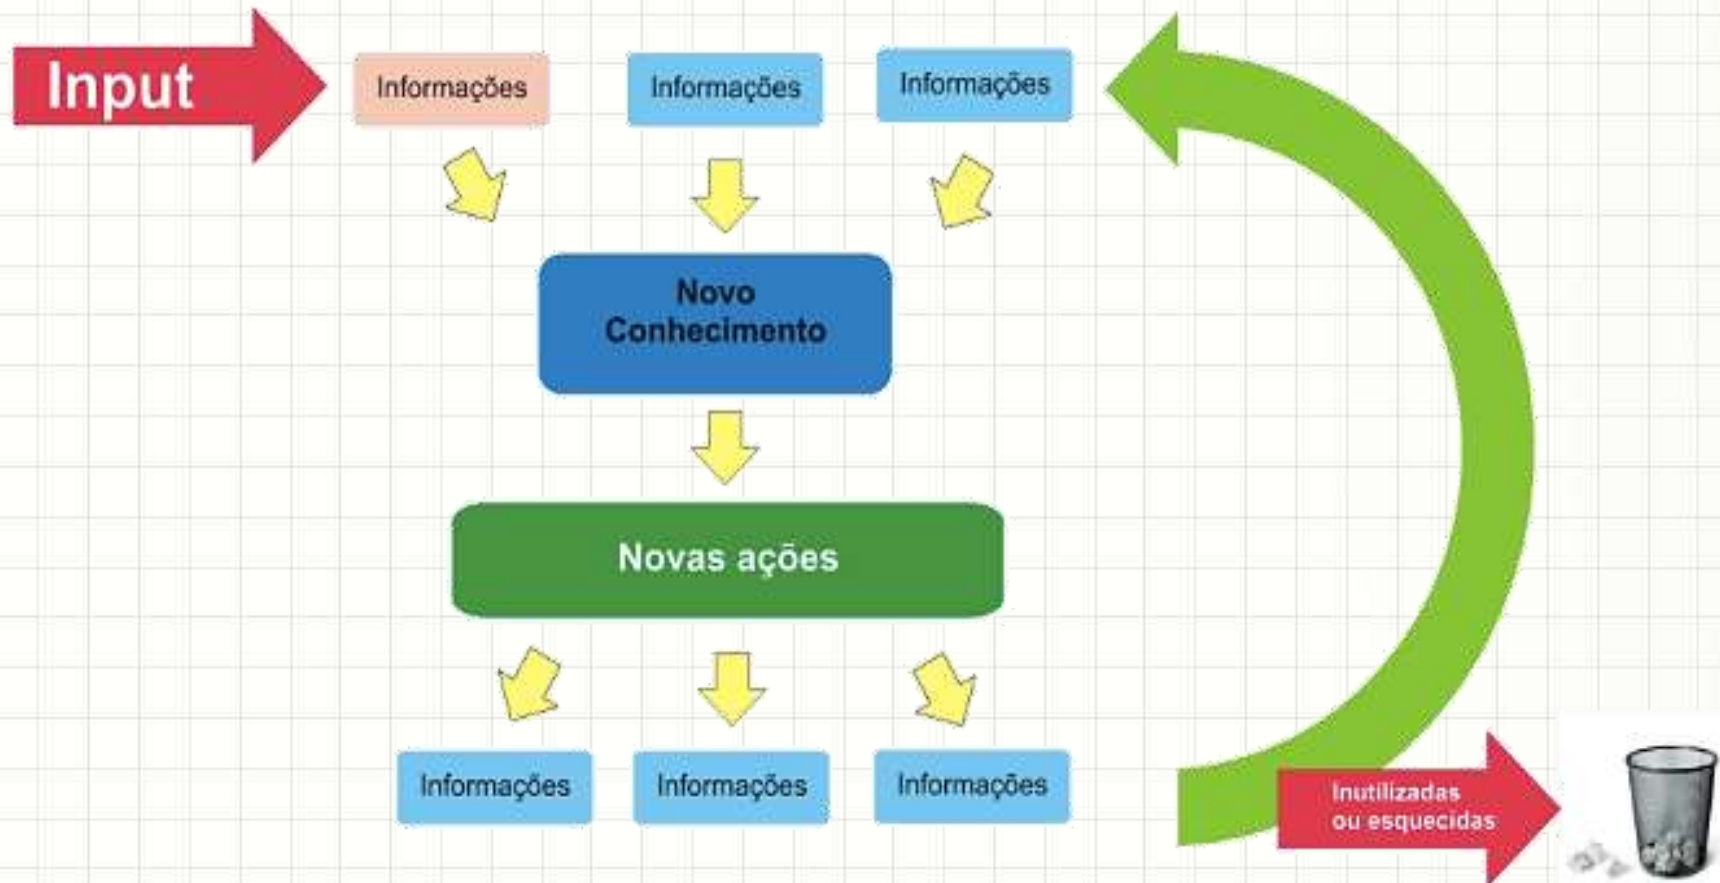 Input
Informações
Informações
Informações
Novo
Conhecimento
Novas ações
Informações
Informações
Informações
Inutilizadas
ou esquecidas